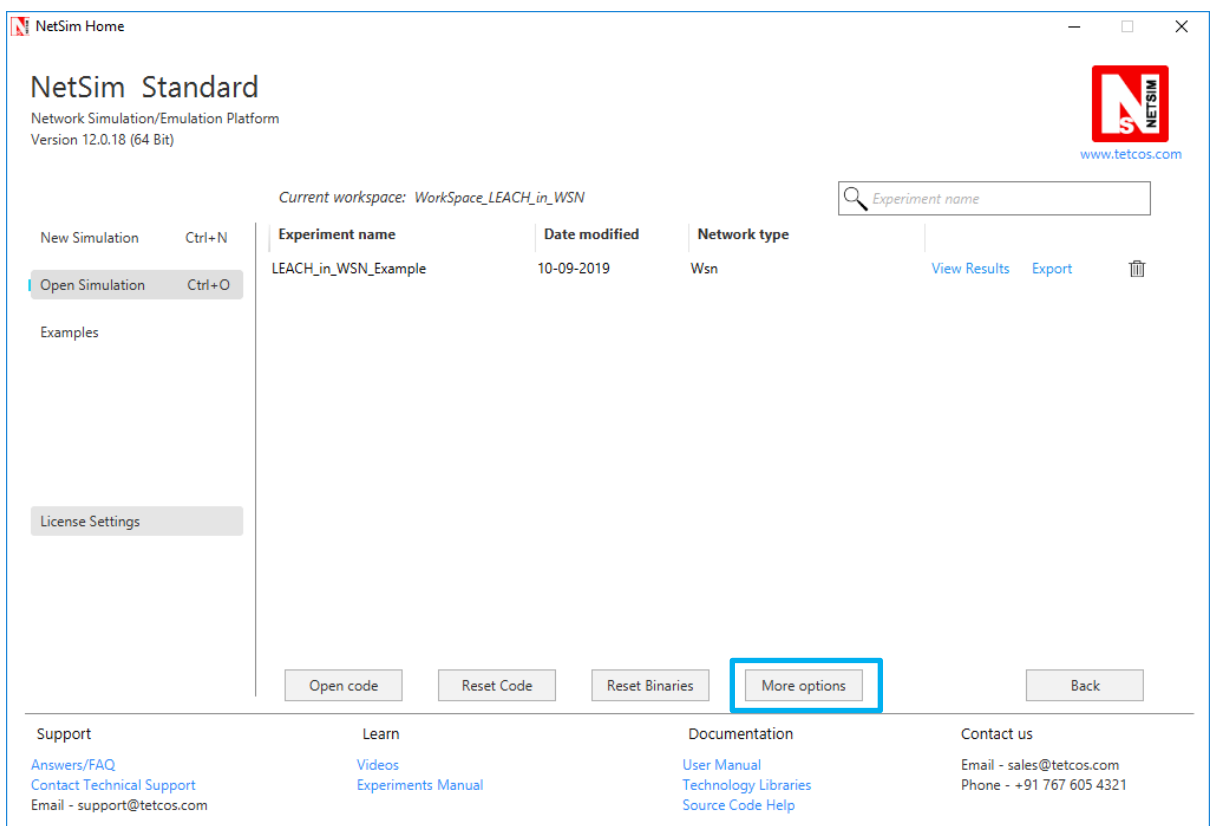 NetSim Home
NetSim Standard
Network Simulation/Emulation Platform
Version 12.0.18 (64 Bit)
NS NETSIM
www.tetcos.com
Current workspace: WorkSpace_LEACH_in_WSN
Experiment name
New Simulation Ctrl+N
Open Simulation Ctrl+O
Examples
License Settings
Experiment name Date modified Network type
LEACH_in_WSN_Example 10-09-2019 Wsn View Results Export
Open code Reset Code Reset Binaries More options Back
Support
Answers/FAQ
Contact Technical Support
Email - support@tetcos.com
Learn
Videos
Experiments Manual
Documentation
User Manual
Technology Libraries
Source Code Help
Contact us
Email - sales@tetcos.com
Phone - +91 767 605 4321